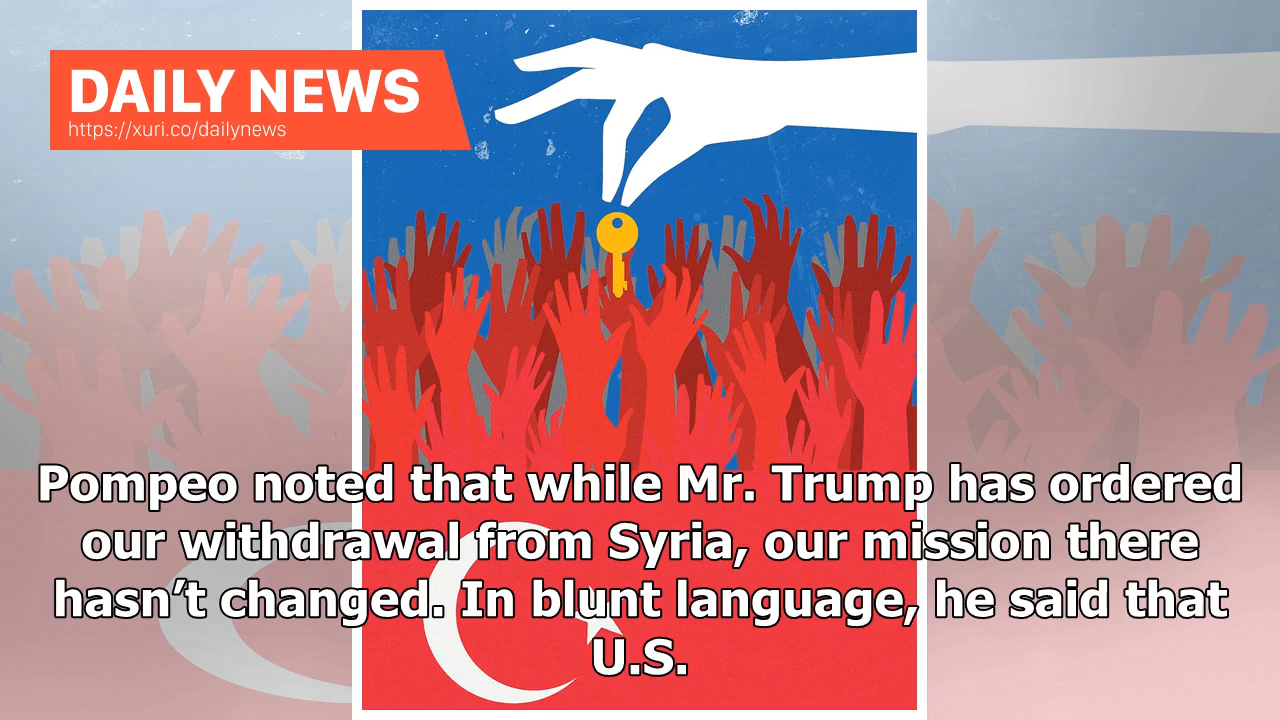 DAILY NEWS
https://xuri.co/dailynews
Pompeo noted that while Mr. Trump has ordered
our withdrawal from Syria, our mission there
hasn’t changed. In blunt language, he said that
U.S.